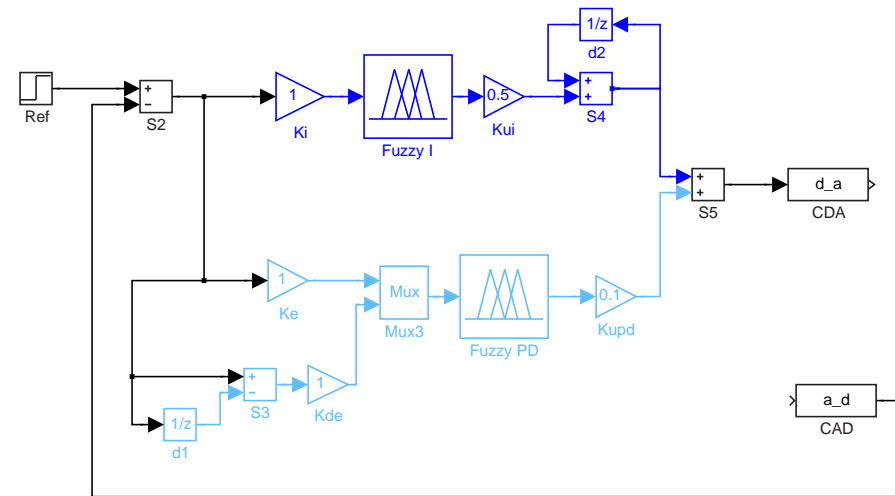 1/z
d2
+
−
Ref
S2
1
Ki
Fuzzy I
0.5
Kui
+
+
S4
+
+
S5
d_a
CDA
1
Ke
Mux
Mux3
Fuzzy PD
0.1
Kupd
+
−
S3
1
Kde
1/z
d1
a_d
CAD